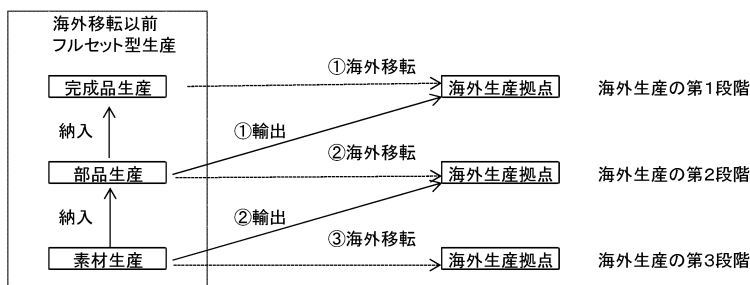 海外移転以前
フルセット型生産
①海外移転
完成品生産
海外生産拠点
海外生産の第1段階
納入
①輸出
②海外移転
部品生産
海外生産拠点
海外生産の第2段階
納入
②輸出
③海外移転
素材生産
海外生産拠点
海外生産の第3段階